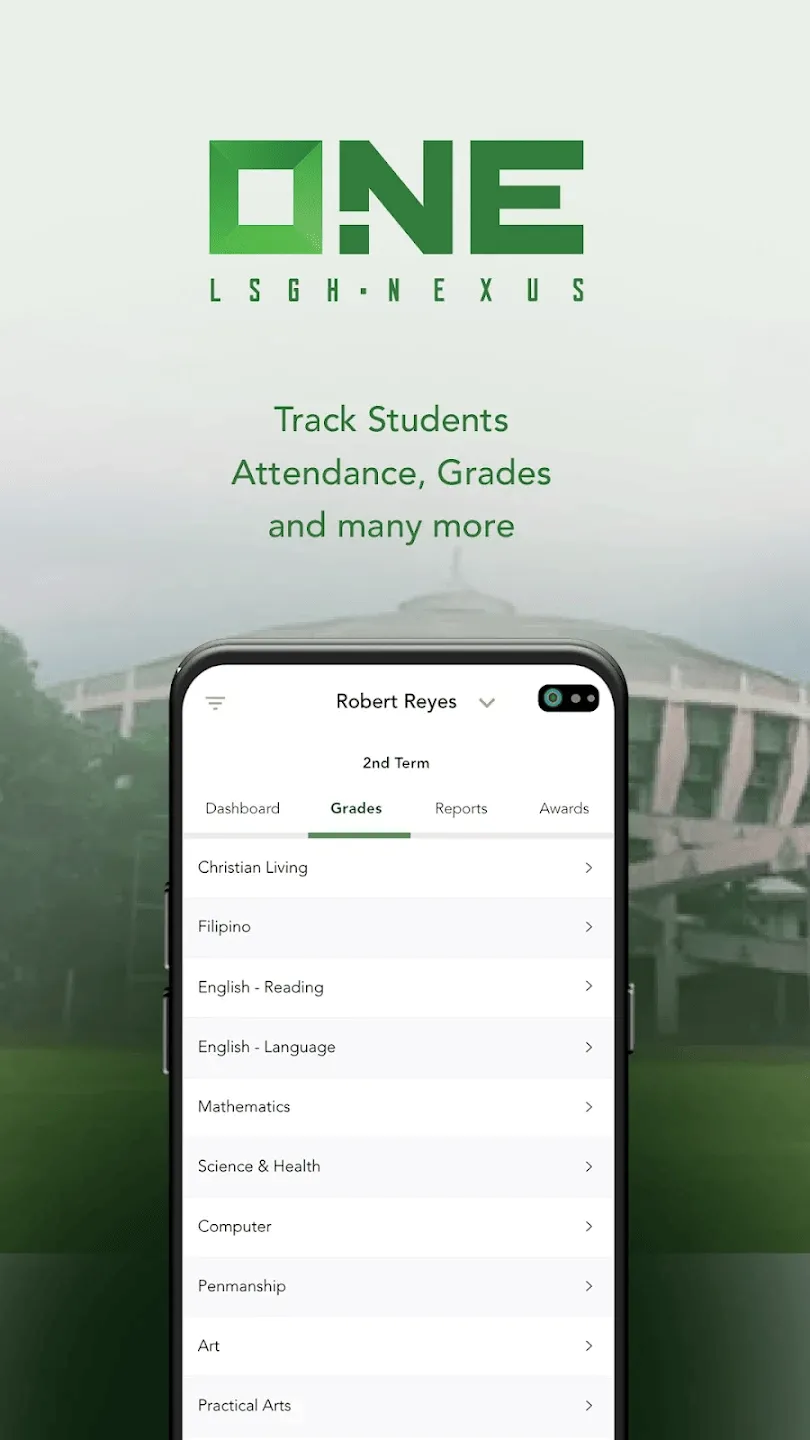 ONE
LSGH·NEXUS
Track Students
Attendance, Grades
and many more
Robert Reyes
2nd Term
Dashboard Grades Reports Awards
Christian Living
Filipino
English - Reading
English - Language
Mathematics
Science & Health
Computer
Penmanship
Art
Practical Arts